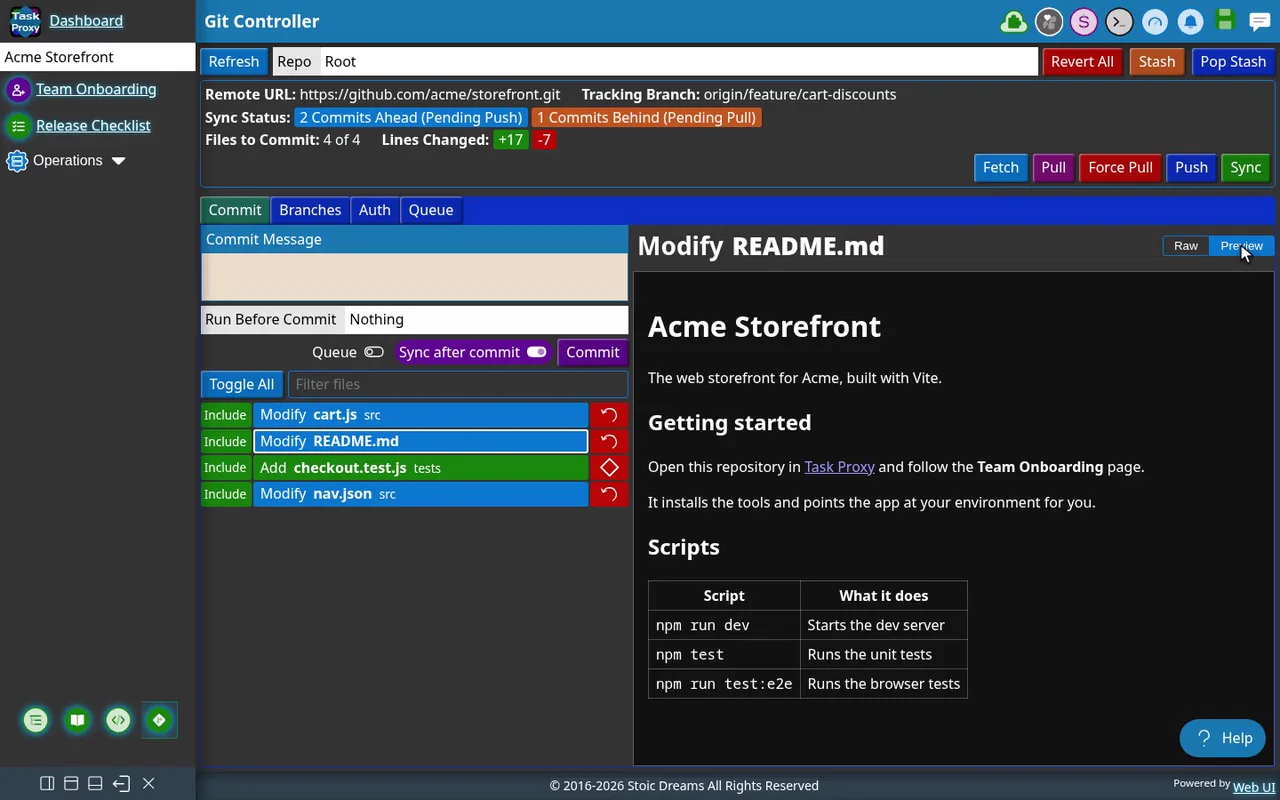 Task Proxy
Dashboard
Git Controller
S
Acme Storefront
Team Onboarding
Release Checklist
Operations
Refresh
Repo
Root
Revert All
Stash
Pop Stash
Remote URL: https://github.com/acme/storefront.git
Tracking Branch: origin/feature/cart-discounts
Sync Status: 2 Commits Ahead (Pending Push) 1 Commits Behind (Pending Pull)
Files to Commit: 4 of 4
Lines Changed: +17 -7
Fetch
Pull
Force Pull
Push
Sync
Commit
Branches
Auth
Queue
Commit Message
Run Before Commit
Nothing
Queue
Sync after commit
Commit
Toggle All
Filter files
Include
Modify cart.js src
Include
Modify README.md
Include
Add checkout.test.js tests
Include
Modify nav.json src
Modify README.md
Raw
Preview
Acme Storefront
The web storefront for Acme, built with Vite.
Getting started
Open this repository in Task Proxy and follow the Team Onboarding page.
It installs the tools and points the app at your environment for you.
Scripts
Script
What it does
npm run dev
Starts the dev server
npm test
Runs the unit tests
npm run test:e2e
Runs the browser tests
? Help
© 2016-2026 Stoic Dreams All Rights Reserved
Powered by Web UI